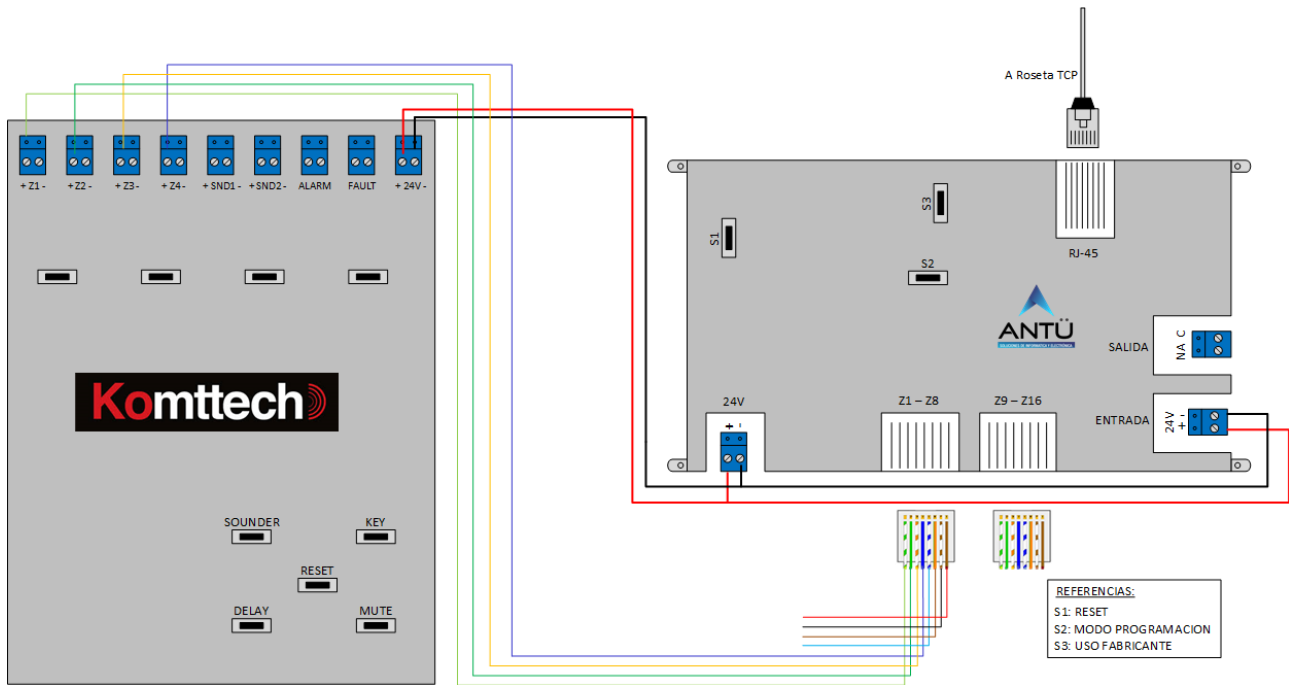 A Roseta TCP
+ Z1 -
+ Z2 -
+ Z3 -
+ Z4 -
+ SND1 -
+ SND2 -
ALARM
FAULT
+ 24V -
Komttech
SOUNDER
KEY
RESET
DELAY
MUTE
S1
S3
S2
RJ-45
ANTÜ
SOLUCIONES DE INFORMATICA Y ELECTRÓNICA
SALIDA
NA C
ENTRADA
24V
+ -
24V
+ -
Z1 – Z8
Z9 – Z16
REFERENCIAS:
S1: RESET
S2: MODO PROGRAMACION
S3: USO FABRICANTE